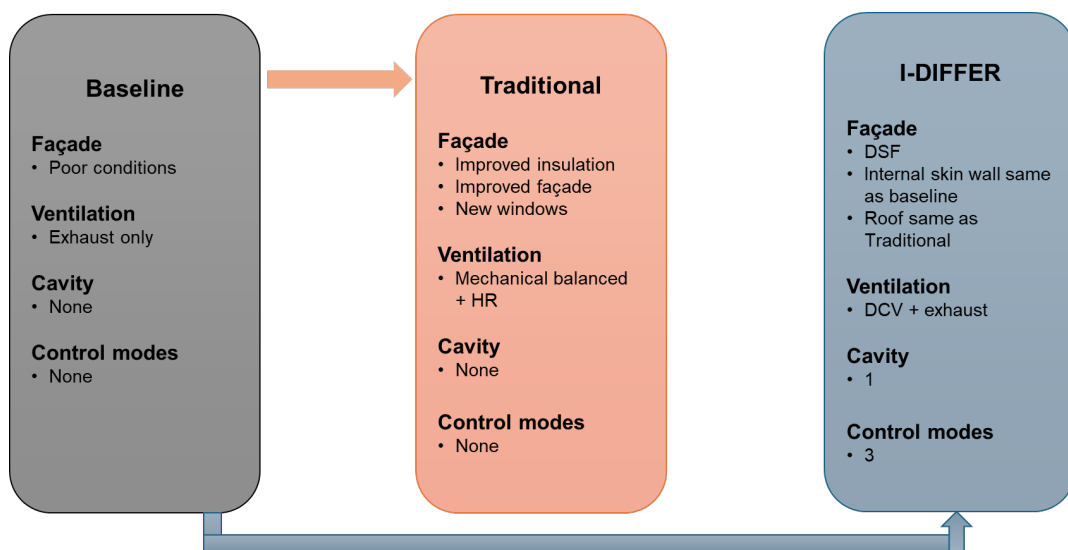 Baseline
Façade
• Poor conditions
Ventilation
• Exhaust only
Cavity
• None
Control modes
• None
Traditional
Façade
• Improved insulation
• Improved façade
• New windows
Ventilation
• Mechanical balanced
+ HR
Cavity
• None
Control modes
• None
I-DIFFER
Façade
• DSF
• Internal skin wall same
as baseline
• Roof same as
Traditional
Ventilation
• DCV + exhaust
Cavity
• 1
Control modes
• 3